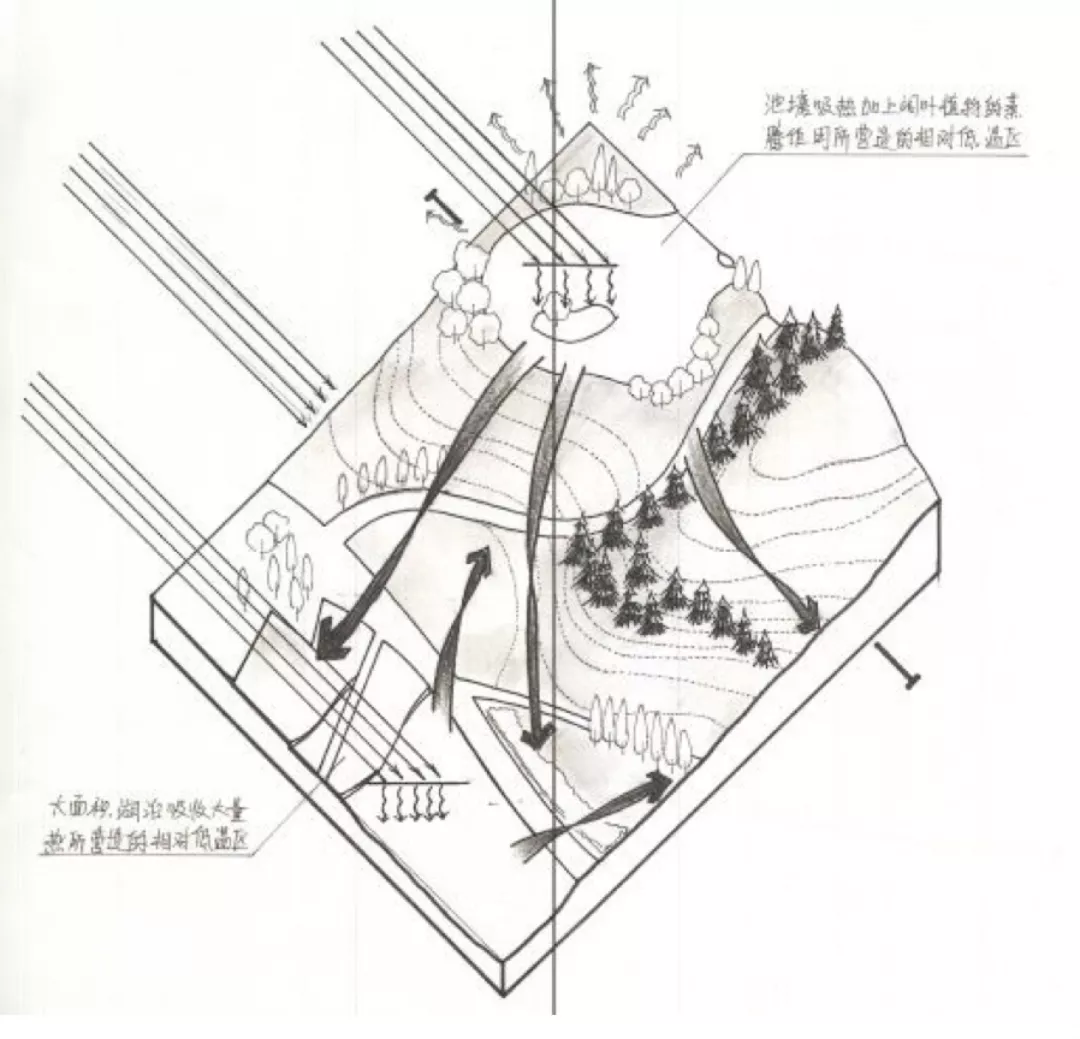 池塘吸热加上阔叶植物的蒸
腾作用所营造的相对低温区
大面积湖泊吸收大量
热所营造的相对低温区